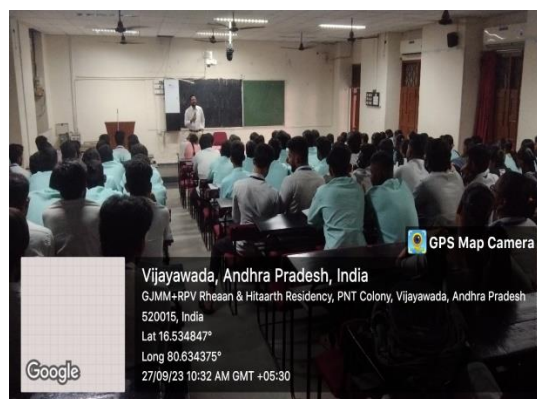 GPS Map Camera
Vijayawada, Andhra Pradesh, India
GJMM+RPV Rheaan & Hitaarth Residency, PNT Colony, Vijayawada, Andhra Pradesh
520015, India
Lat 16.534847°
Long 80.634375°
27/09/23 10:32 AM GMT +05:30
Google